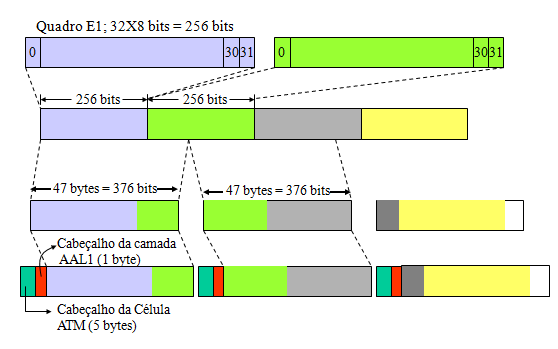 Quadro E1; 32X8 bits = 256 bits
0 30 31
0 30 31
256 bits 256 bits
47 bytes = 376 bits 47 bytes = 376 bits
Cabeçalho da camada
AAL1 (1 byte)
Cabeçalho da Célula
ATM (5 bytes)